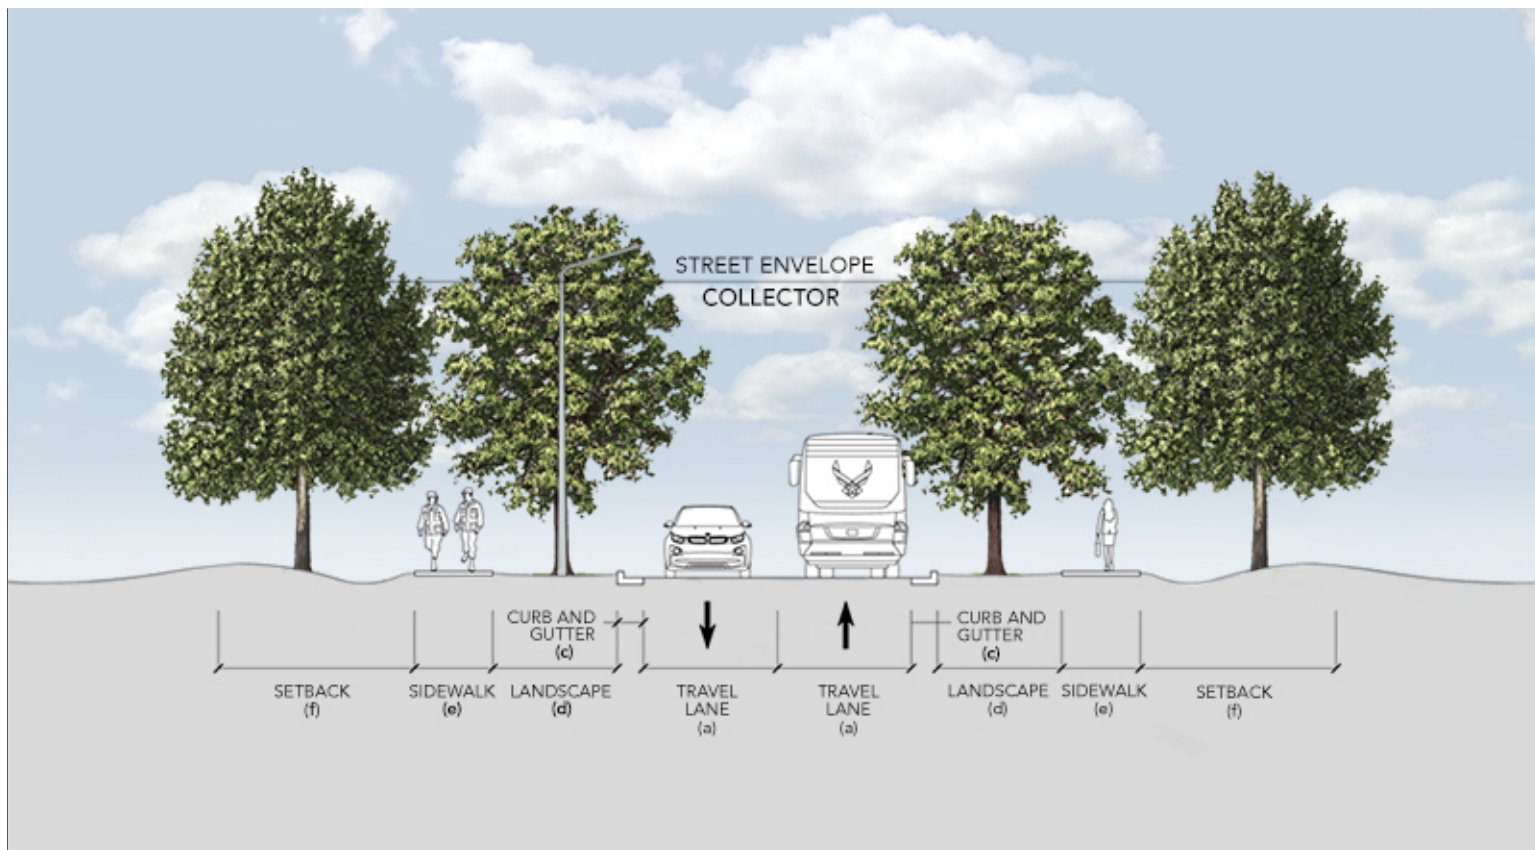 STREET ENVELOPE
COLLECTOR
CURB AND
GUTTER
(c)
CURB AND
GUTTER
(c)
SETBACK
(f)
SIDEWALK
(e)
LANDSCAPE
(d)
TRAVEL
LANE
(a)
TRAVEL
LANE
(a)
LANDSCAPE
(d)
SIDEWALK
(e)
SETBACK
(f)